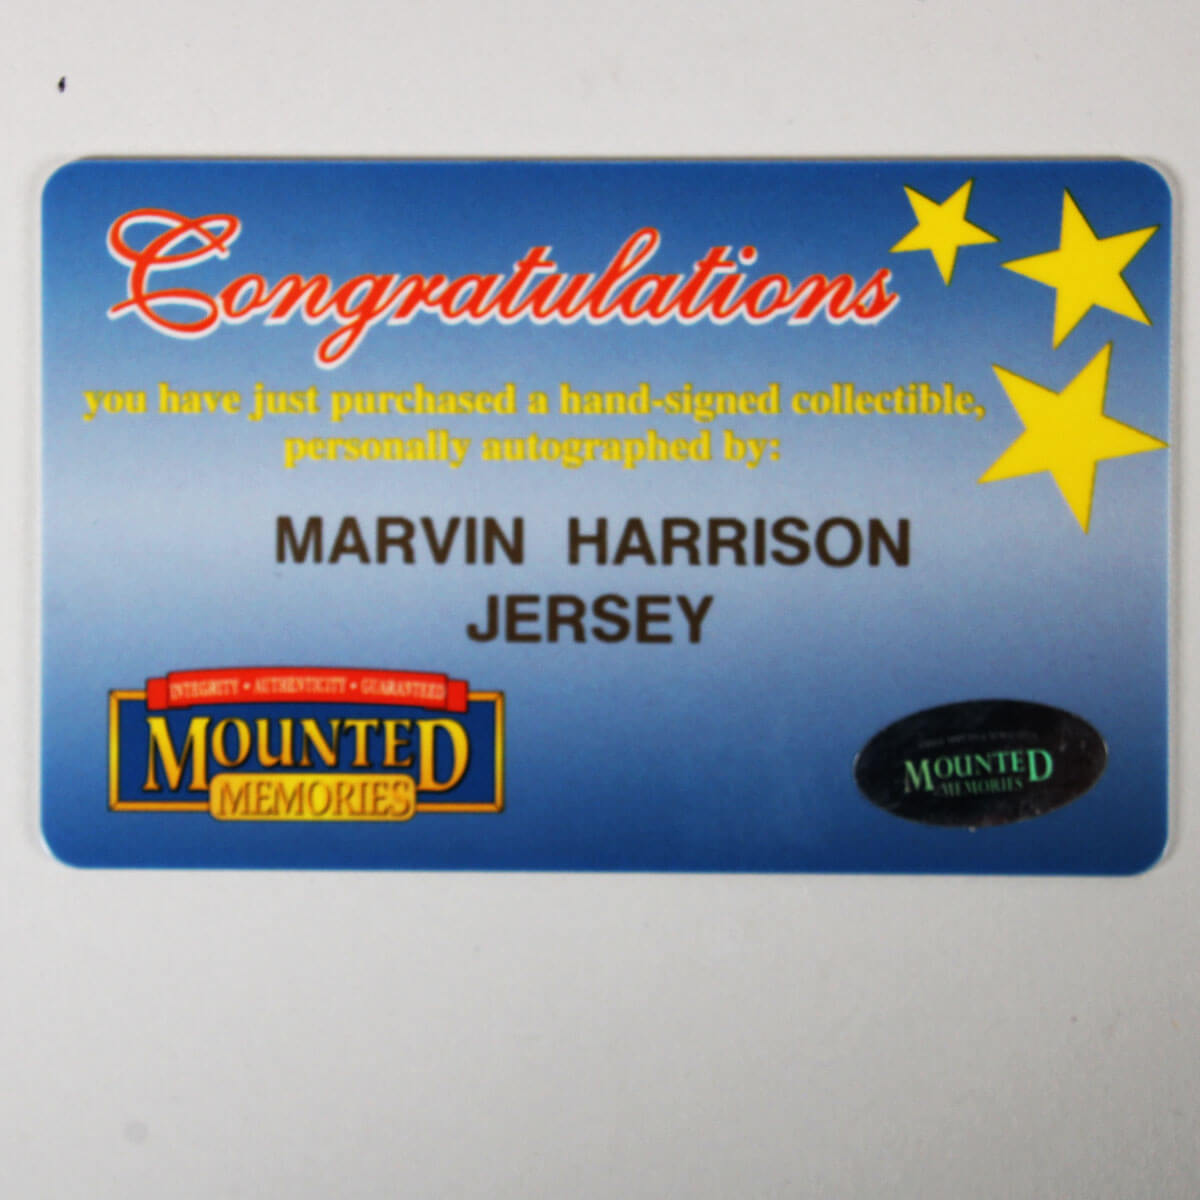 Congratulations
you have just purchased a hand-signed collectible,
personally autographed by:
MARVIN HARRISON
JERSEY
INTEGRITY • AUTHENTICITY • GUARANTEED
MOUNTED
MEMORIES
MOUNTED
MEMORIES